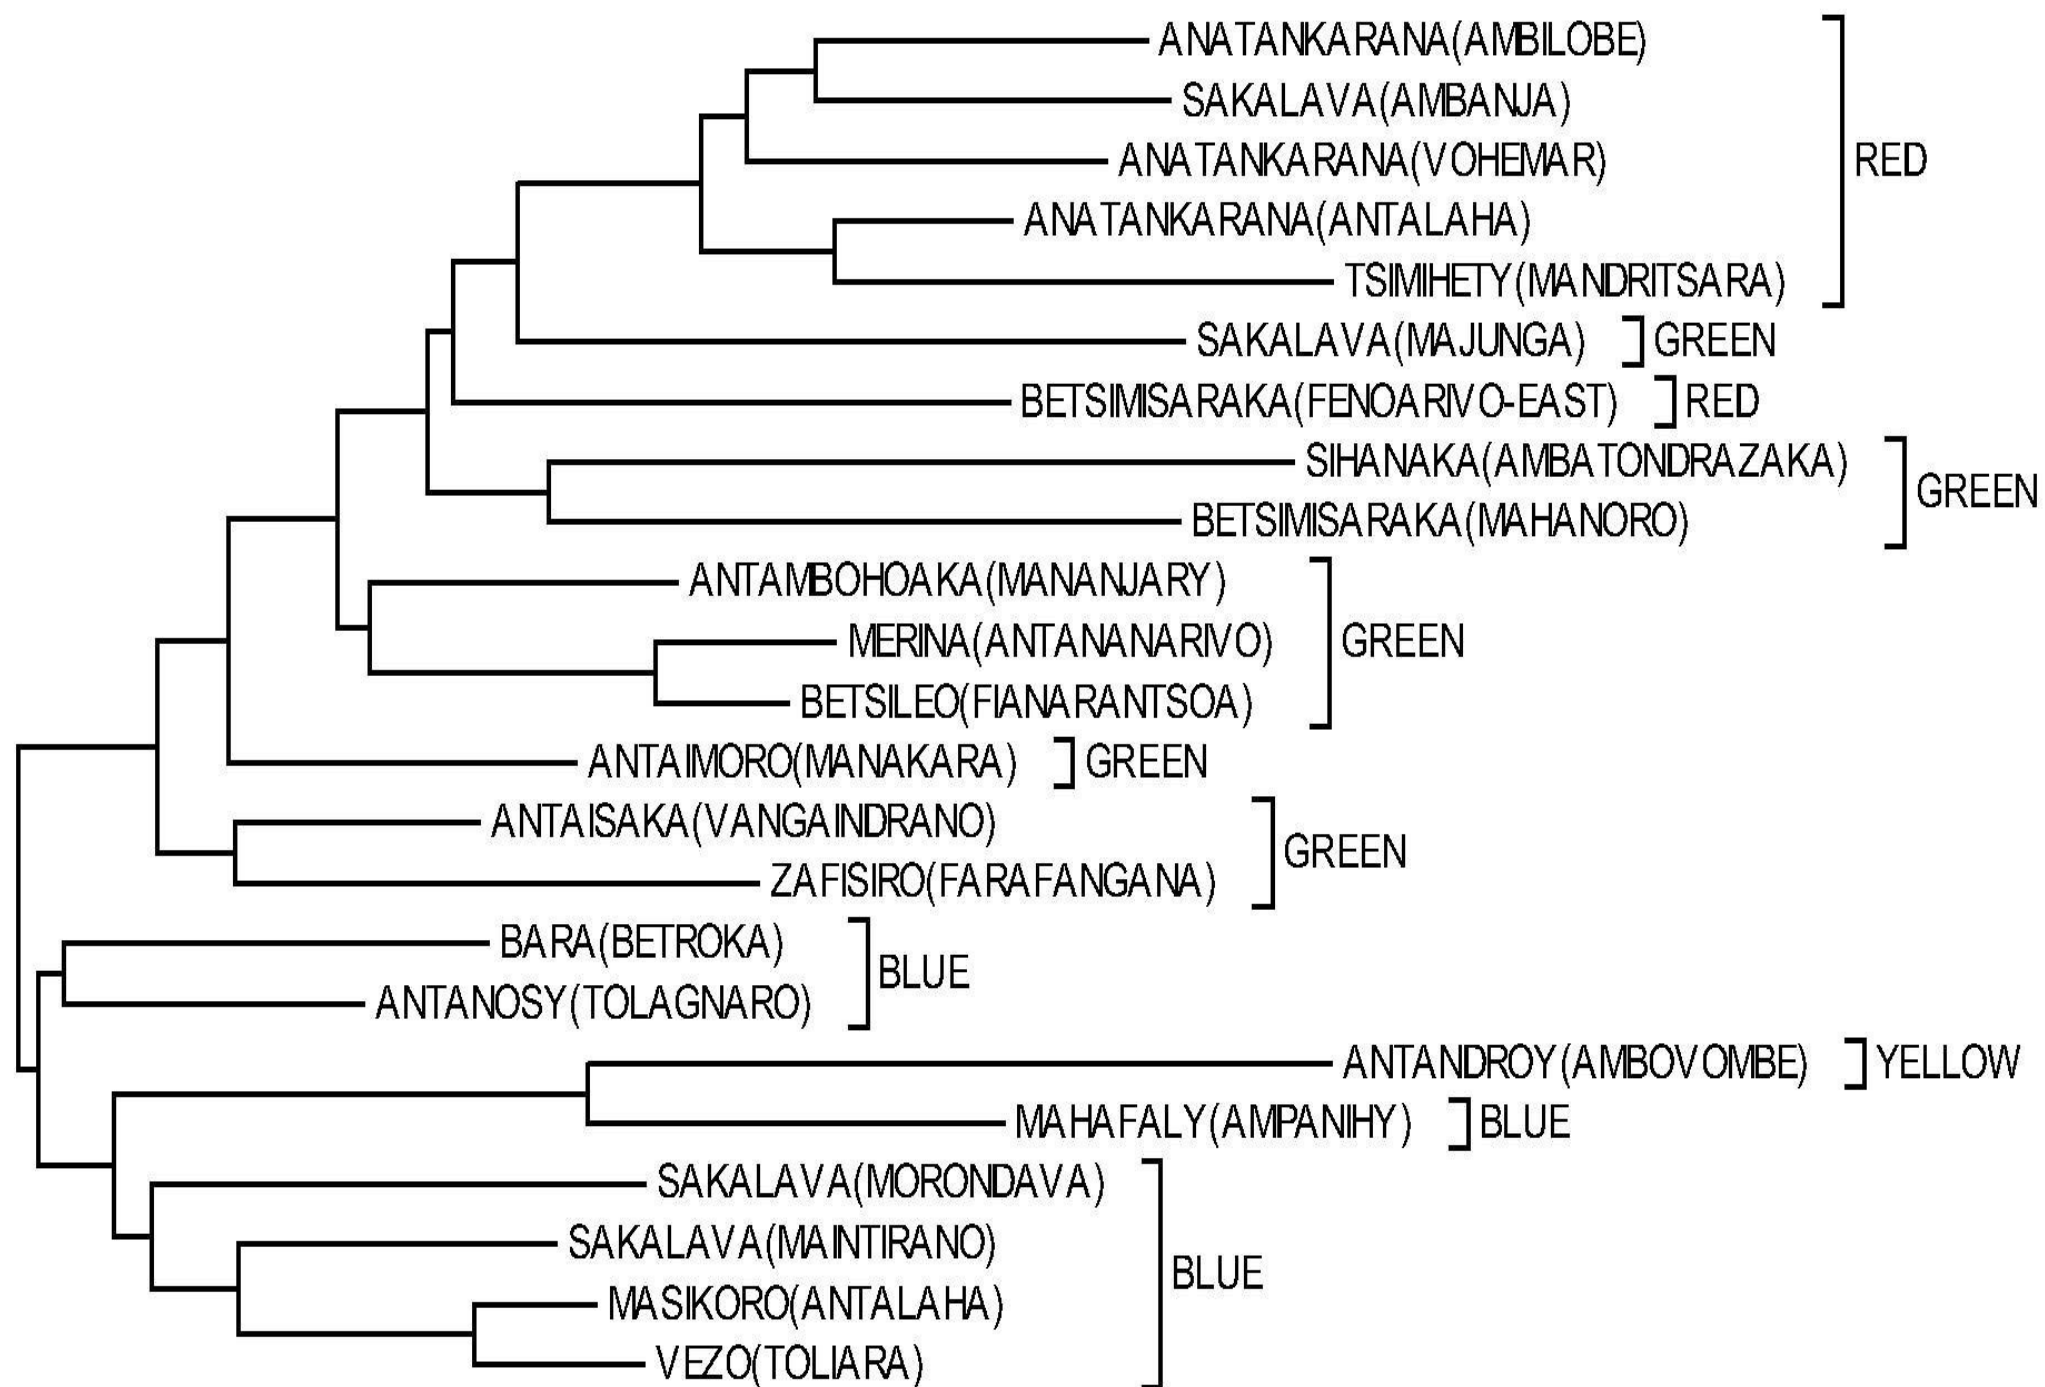 ANATANKARANA(AMBILOBE)
SAKALAVA(AMBANJA)
ANATANKARANA(VOHEMAR)
RED
ANATANKARANA(ANTALAHA)
TSIMIHETY(MANDRITSARA)
SAKALAVA(MAJUNGA) GREEN
BETSIMISARAKA(FENOARIVO-EAST) RED
SIHANAKA(AMBATONDRAZAKA)
GREEN
BETSIMISARAKA(MAHANORO)
ANTAMBOHOAKA(MANANJARY)
MERINA(ANTANANARIVO) GREEN
BETSILEO(FIANARANTSOA)
ANTAIMORO(MANAKARA) GREEN
ANTAISAKA(VANGAINDRANO)
GREEN
ZAFISIRO(FARAFANGANA)
BARA(BETROKA)
BLUE
ANTANOSY(TOLAGNARO)
ANTANDROY(AMBOVOMBE) YELLOW
MAHAFALY(AMPANIHY) BLUE
SAKALAVA(MORONDAVA)
SAKALAVA(MAINTIRANO)
BLUE
MASIKORO(ANTALAHA)
VEZO(TOLIARA)